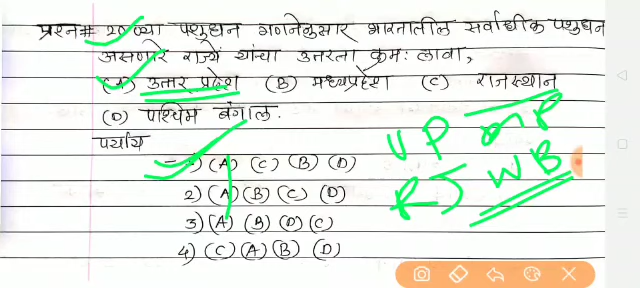 प्रश्न# 20 व्या पशुधन गणनेनुसार भारतातील सर्वाधीक पशुधन
असणारे राज्ये यांचा उतरता क्रमः लावा,
(A) उत्तर प्रदेश (B) मध्यप्रदेश (C) राजस्थान
(D) पश्चिम बंगाल.
पर्याय
1) (A) (C) (B) (D)
2) (A) (B) (C) (D)
3) (A) (B) (D) (C)
4) (C) (A) (B) (D)
UP MP
RJ WB